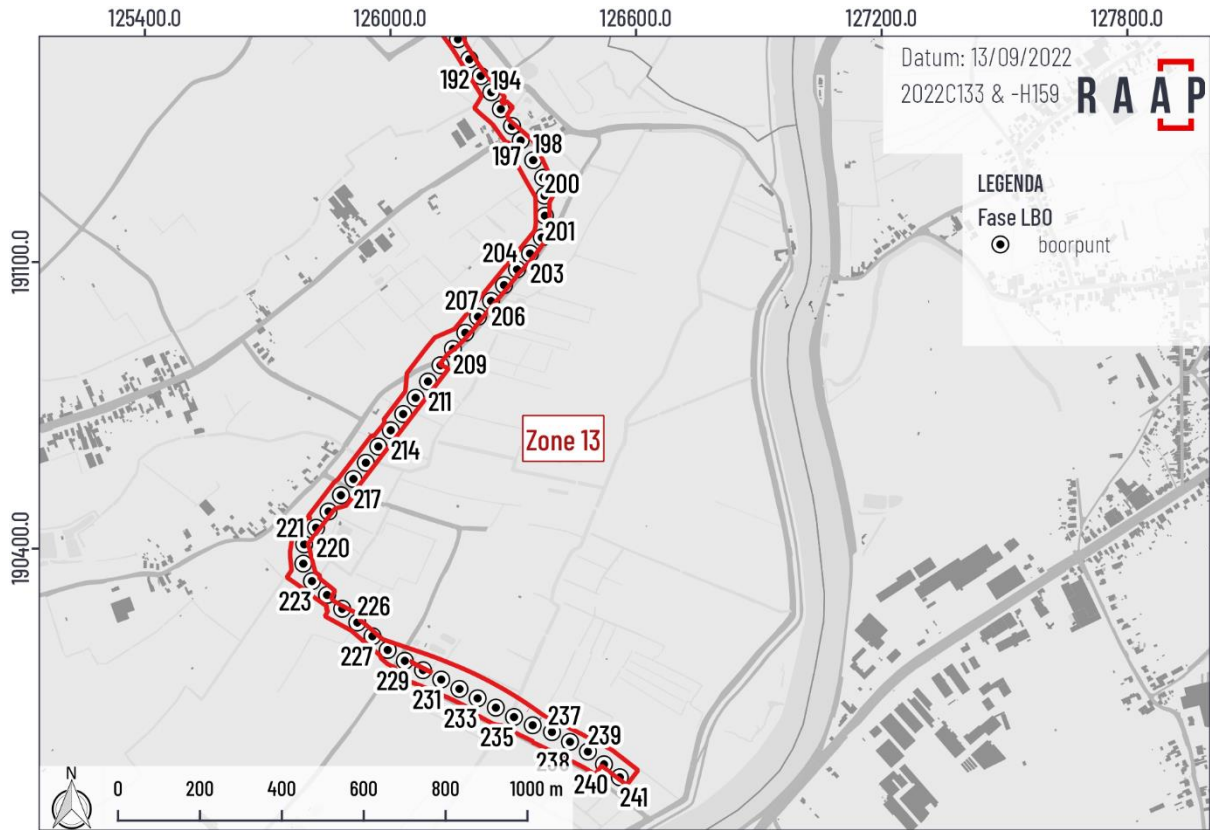 125400.0 126000.0 126600.0 127200.0 127800.0
Datum: 13/09/2022
2022C133 & -H159
RAAP
LEGENDA
Fase LBO
boorpunt
191100.0
190400.0
192 194
197 198
200
201
204 203
207 206
209
211
214
Zone 13
217
221 220
223 226
227
229
231
233
235 237
238 239
240 241
N
0 200 400 600 800 1000 m